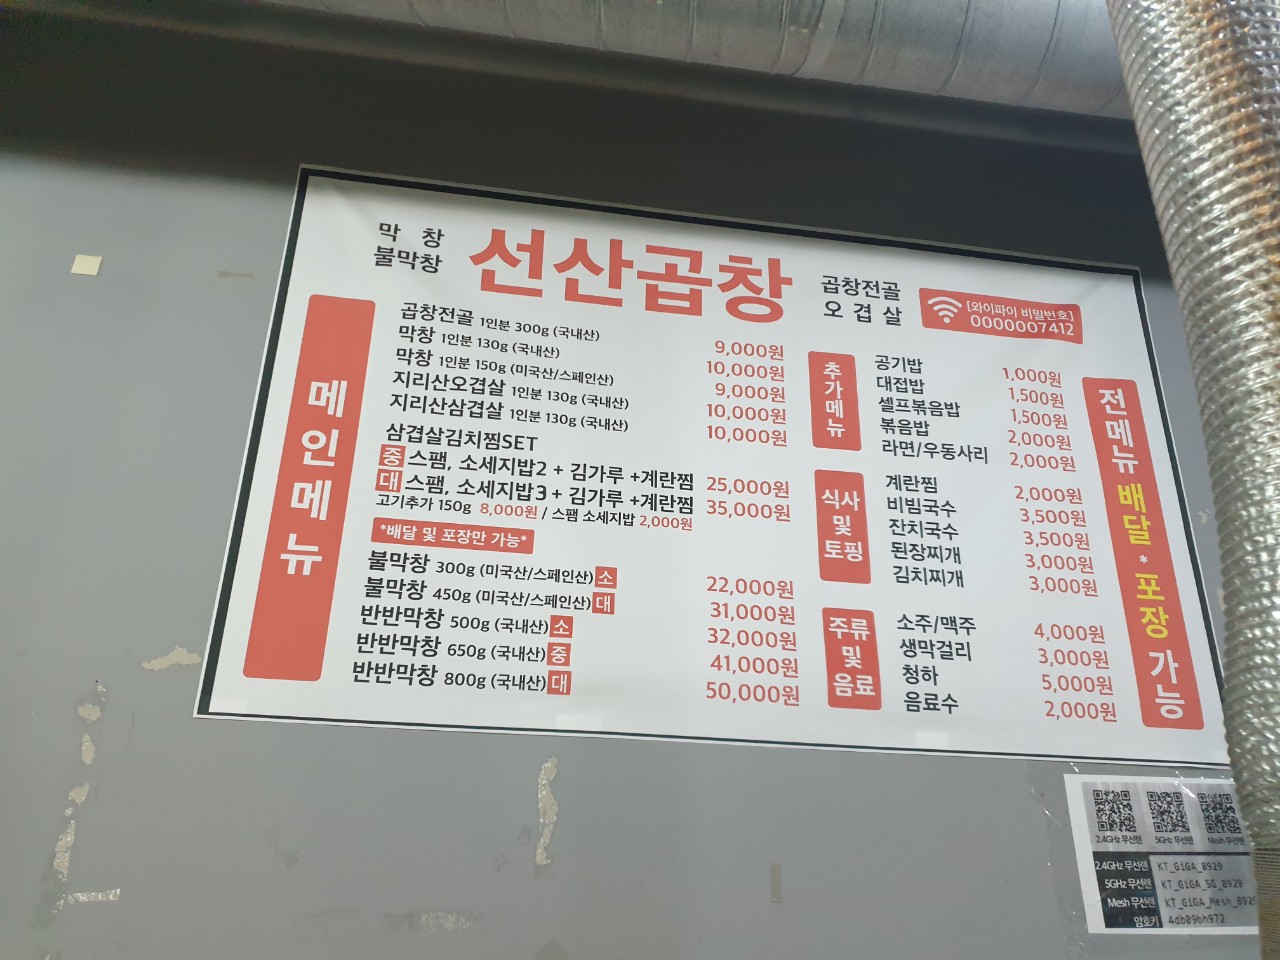 막 창
불막창
선산곱창
곱창전골
오 겹 살
[와이파이 비밀번호]
0000007412
메인메뉴
곱창전골 1인분 300g (국내산) 9,000원
막창 1인분 130g (국내산) 10,000원
막창 1인분 150g (미국산/스페인산) 9,000원
지리산오겹살 1인분 130g (국내산) 10,000원
지리산삼겹살 1인분 130g (국내산) 10,000원
삼겹살김치찜SET
중 스팸, 소세지밥2 + 김가루 +계란찜 25,000원
대 스팸, 소세지밥3 + 김가루 +계란찜 35,000원
고기추가 150g 8,000원 / 스팸 소세지밥 2,000원
*배달 및 포장만 가능*
불막창 300g (미국산/스페인산) 소 22,000원
불막창 450g (미국산/스페인산) 대 31,000원
반반막창 500g (국내산) 소 32,000원
반반막창 650g (국내산) 중 41,000원
반반막창 800g (국내산) 대 50,000원
추가메뉴
공기밥 1,000원
대접밥 1,500원
셀프볶음밥 1,500원
볶음밥 2,000원
라면/우동사리 2,000원
식사
및
토핑
계란찜 2,000원
비빔국수 3,500원
잔치국수 3,500원
된장찌개 3,000원
김치찌개 3,000원
주류
및
음료
소주/맥주 4,000원
생막걸리 3,000원
청하 5,000원
음료수 2,000원
전메뉴 배달 * 포장 가능
2.4GHz 무선랜 5GHz 무선랜 Mesh 무선랜
2.4GHz 무선랜 KT_GiGA_8929
5GHz 무선랜 KT_GiGA_5G_8929
Mesh 무선랜 KT_GiGA_Mesh_8929
암호키 4db09bh972